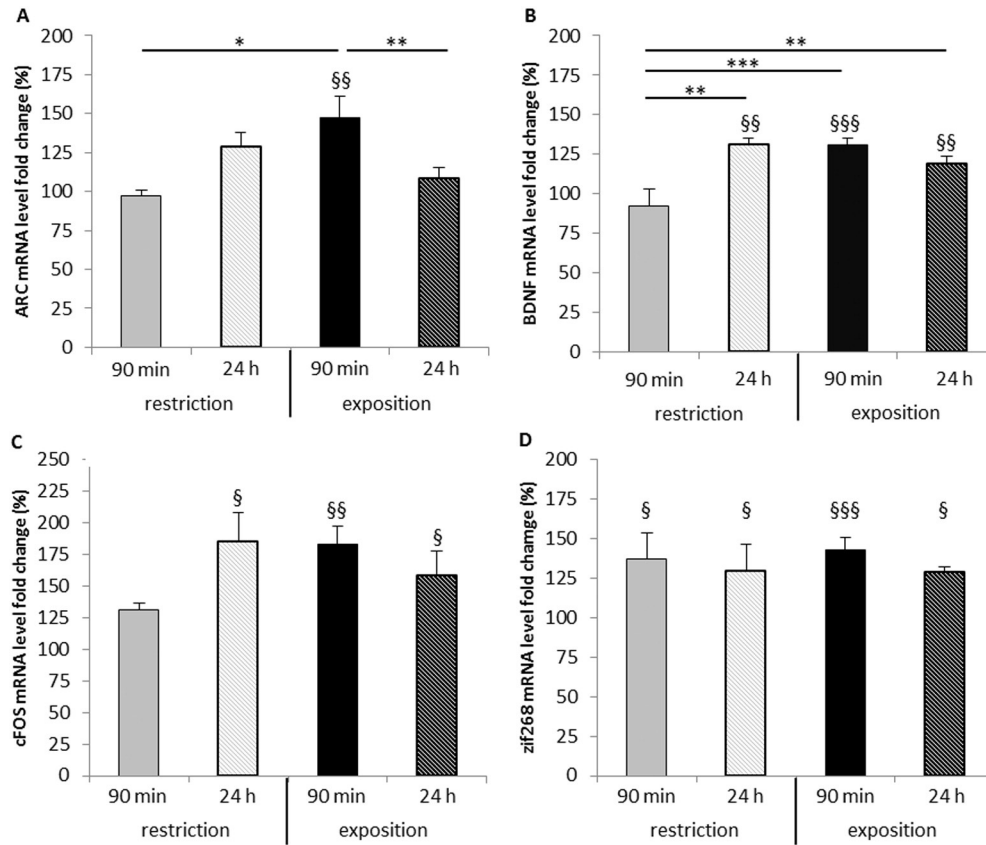 A
ARC mRNA level fold change (%)
200
175
150
125
100
75
50
25
0
*
**
§§
90 min 24 h 90 min 24 h
restriction exposition
B
BDNF mRNA level fold change (%)
200
175
150
125
100
75
50
25
0
**
***
**
§§ §§§ §§
90 min 24 h 90 min 24 h
restriction exposition
C
cFOS mRNA level fold change (%)
250
225
200
175
150
125
100
75
50
25
0
§ §§ §
90 min 24 h 90 min 24 h
restriction exposition
D
zif268 mRNA level fold chamge (%)
200
175
150
125
100
75
50
25
0
§ § §§§ §
90 min 24 h 90 min 24 h
restriction exposition